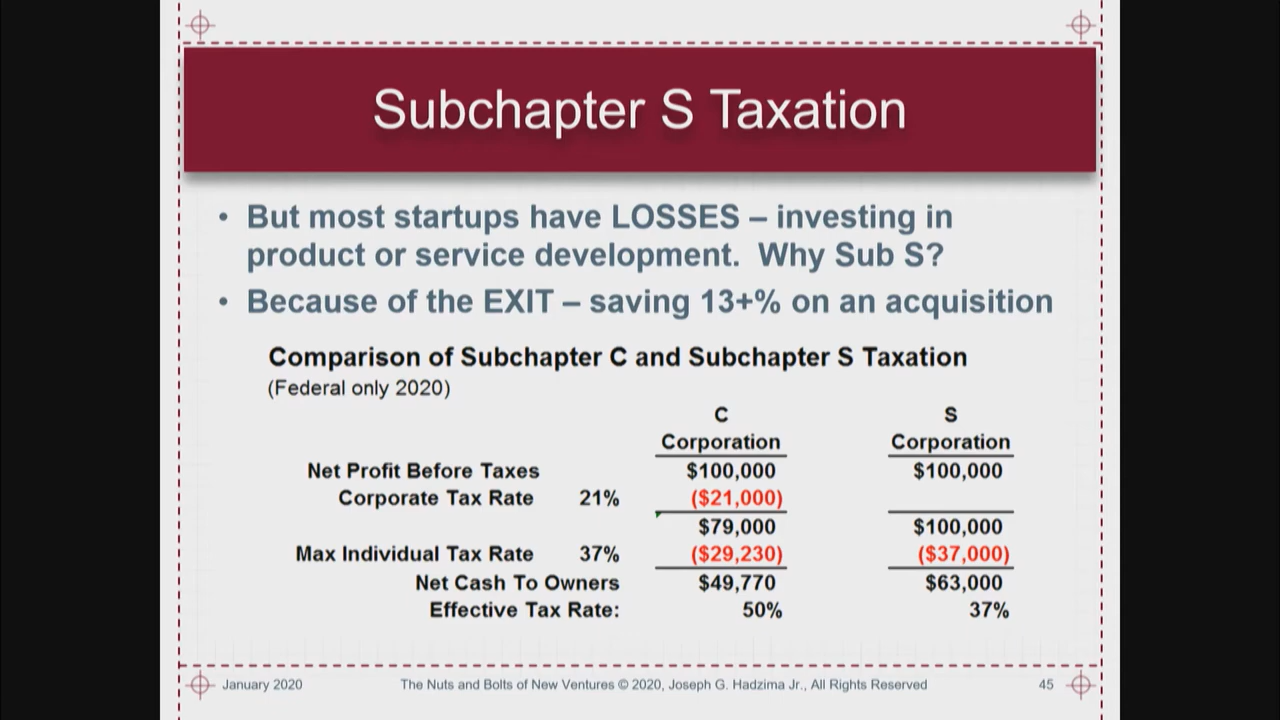 Subchapter S Taxation
• But most startups have LOSSES – investing in
product or service development.  Why Sub S?
• Because of the EXIT – saving 13+% on an acquisition
Comparison of Subchapter C and Subchapter S Taxation
(Federal only 2020)
C S
Corporation Corporation
Net Profit Before Taxes $100,000 $100,000
Corporate Tax Rate 21% ($21,000)
$79,000 $100,000
Max Individual Tax Rate 37% ($29,230) ($37,000)
Net Cash To Owners $49,770 $63,000
Effective Tax Rate: 50% 37%
January 2020 The Nuts and Bolts of New Ventures © 2020, Joseph G. Hadzima Jr., All Rights Reserved 45